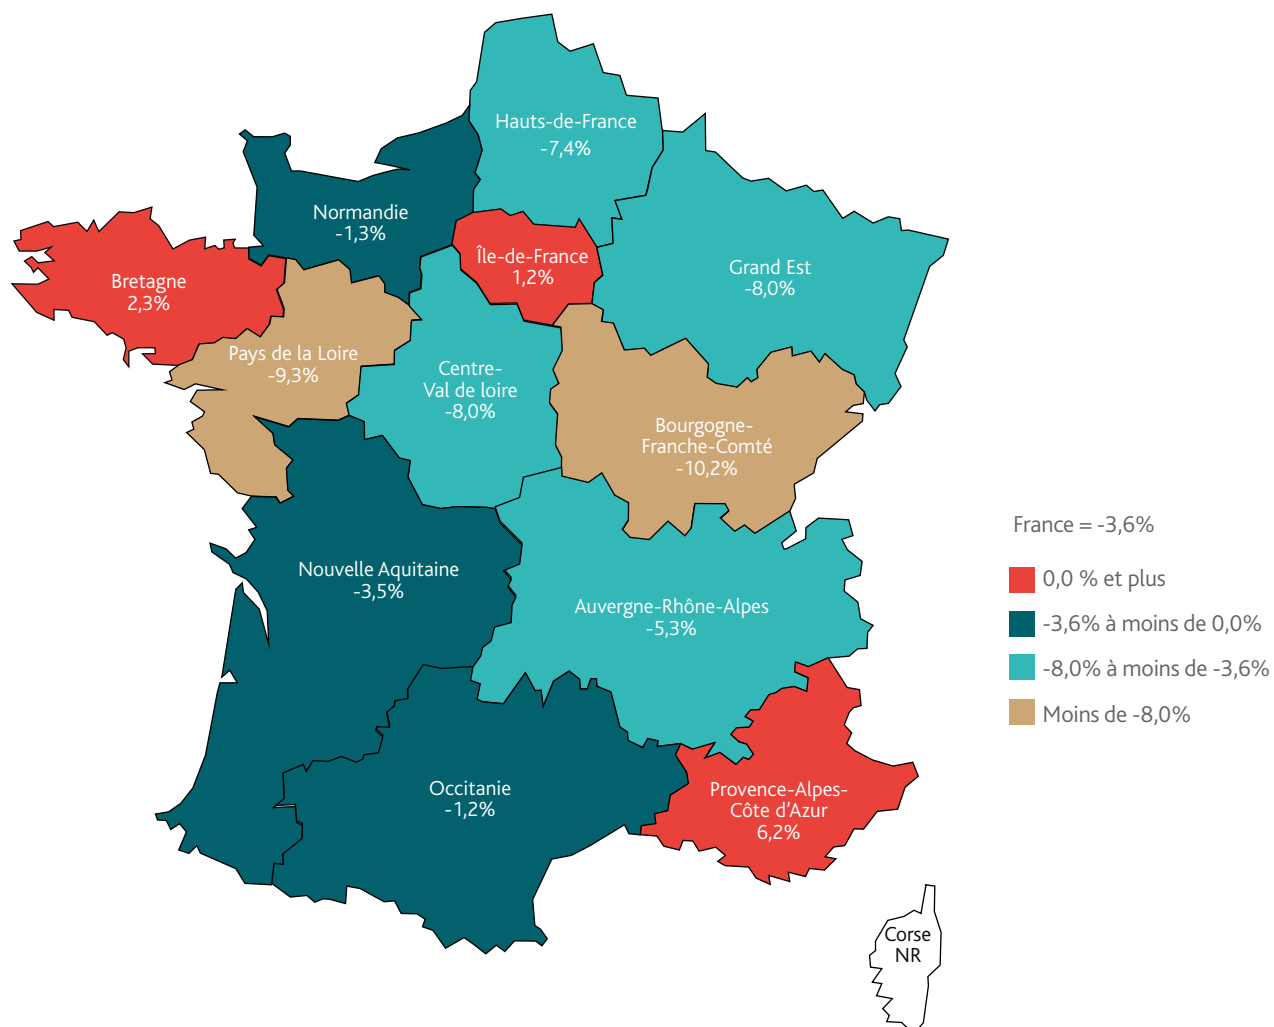 Hauts-de-France
-7,4%
Normandie
-1,3%
Île-de-France
1,2%
Grand Est
-8,0%
Bretagne
2,3%
Pays de la Loire
-9,3%
Centre-
Val de loire
-8,0%
Bourgogne-
Franche-Comté
-10,2%
Nouvelle Aquitaine
-3,5%
Auvergne-Rhône-Alpes
-5,3%
Occitanie
-1,2%
Provence-Alpes-
Côte d'Azur
6,2%
Corse
NR
France = -3,6%
0,0 % et plus
-3,6% à moins de 0,0%
-8,0% à moins de -3,6%
Moins de -8,0%